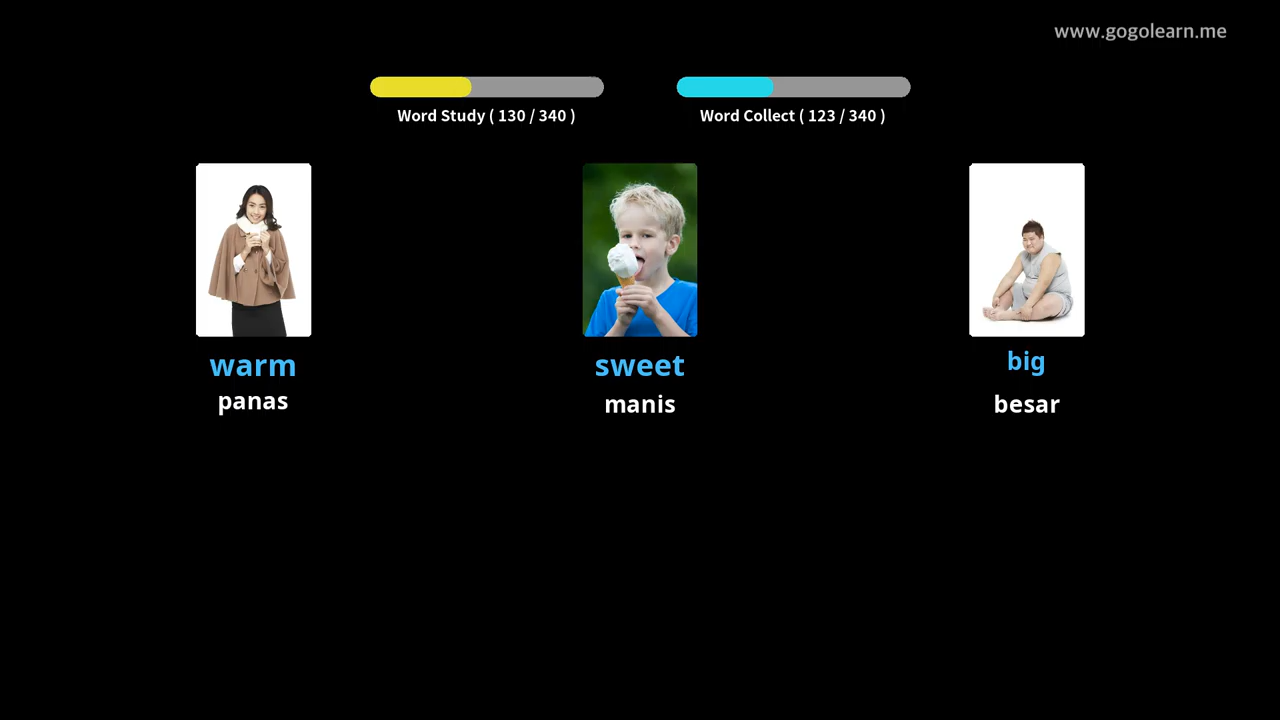 www.gogolearn.me
Word Study ( 130 / 340 )
Word Collect ( 123 / 340 )
warm
panas
sweet
manis
big
besar